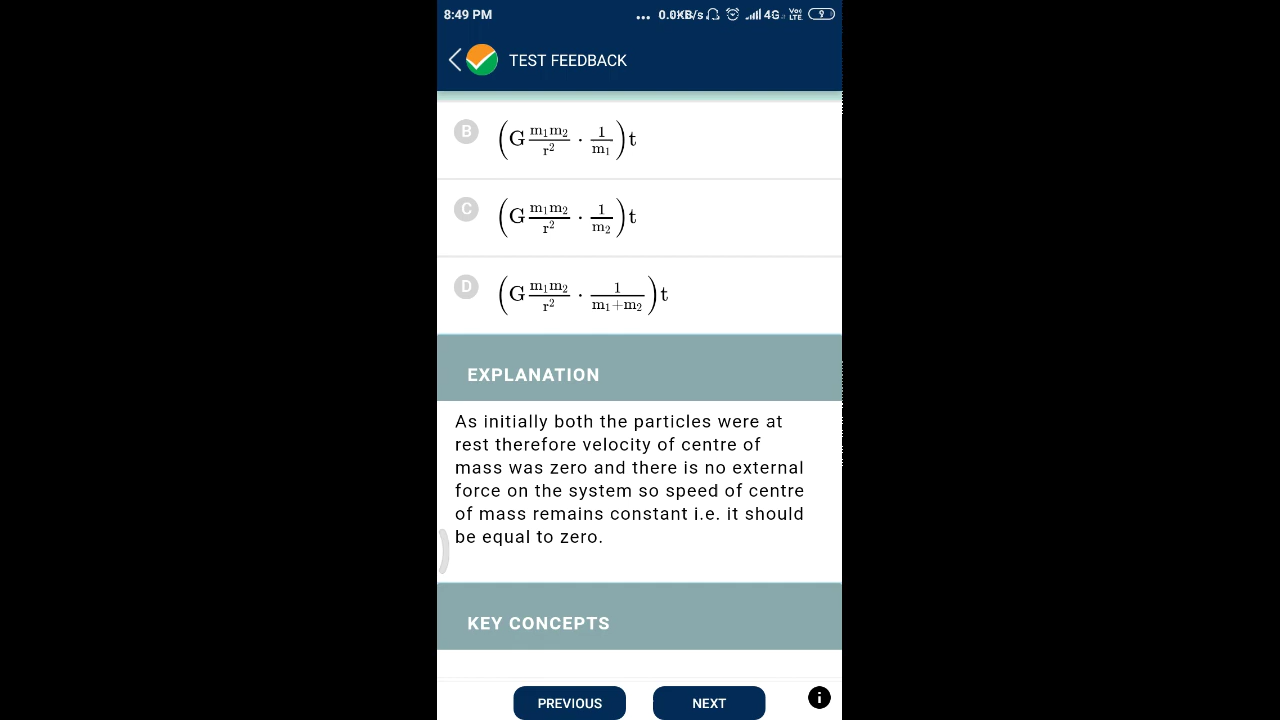 8:49 PM ... 0.0KB/s 4G Vo) LTE 9
TEST FEEDBACK
B (G m₁m₂/r² · 1/m₁)t
C (G m₁m₂/r² · 1/m₂)t
D (G m₁m₂/r² · 1/m₁+m₂)t
EXPLANATION
As initially both the particles were at
rest therefore velocity of centre of
mass was zero and there is no external
force on the system so speed of centre
of mass remains constant i.e. it should
be equal to zero.
KEY CONCEPTS
PREVIOUS NEXT i